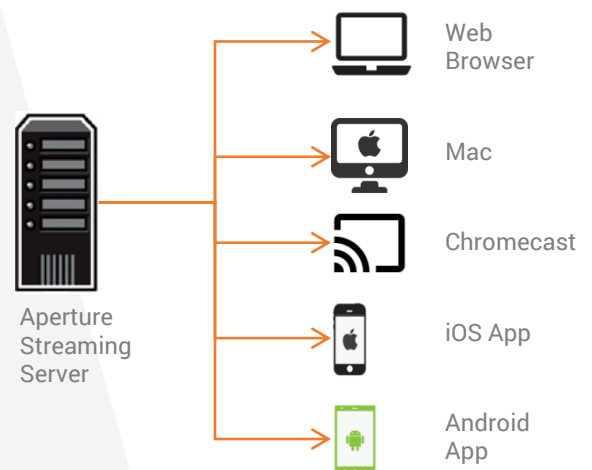 Web
Browser
Mac
Chromecast
Aperture
Streaming
Server
iOS App
Android
App